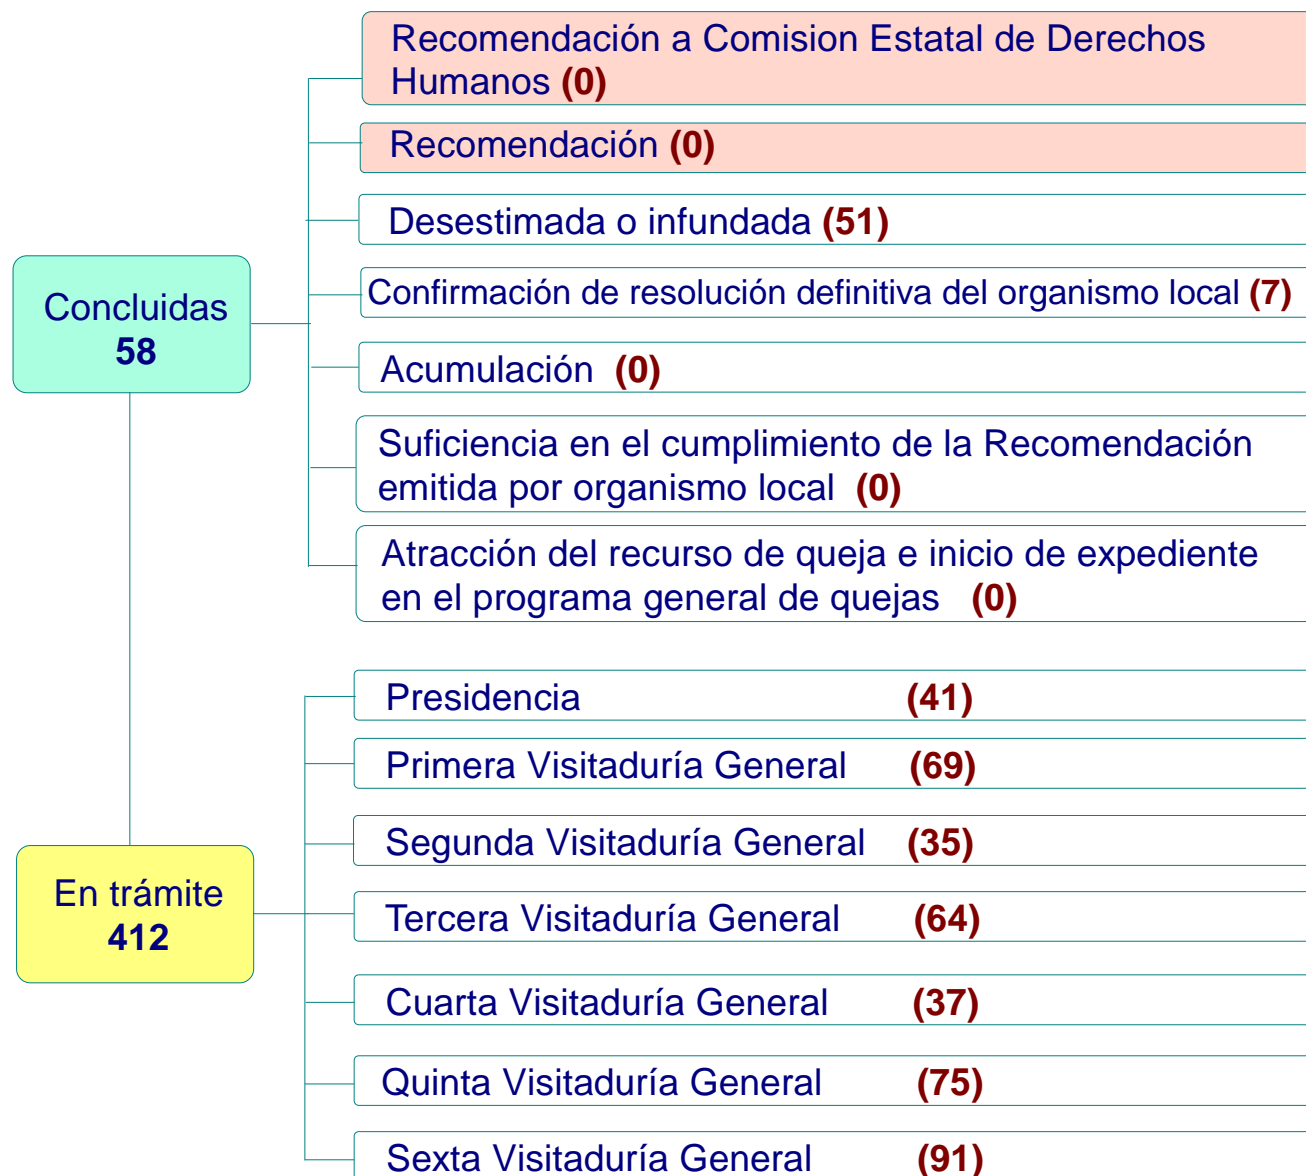 Recomendación a Comision Estatal de Derechos
Humanos (0)
Recomendación (0)
Desestimada o infundada (51)
Concluidas
58
Confirmación de resolución definitiva del organismo local (7)
Acumulación (0)
Suficiencia en el cumplimiento de la Recomendación
emitida por organismo local (0)
Atracción del recurso de queja e inicio de expediente
en el programa general de quejas (0)
Presidencia (41)
Primera Visitaduría General (69)
Segunda Visitaduría General (35)
En trámite
412
Tercera Visitaduría General (64)
Cuarta Visitaduría General (37)
Quinta Visitaduría General (75)
Sexta Visitaduría General (91)